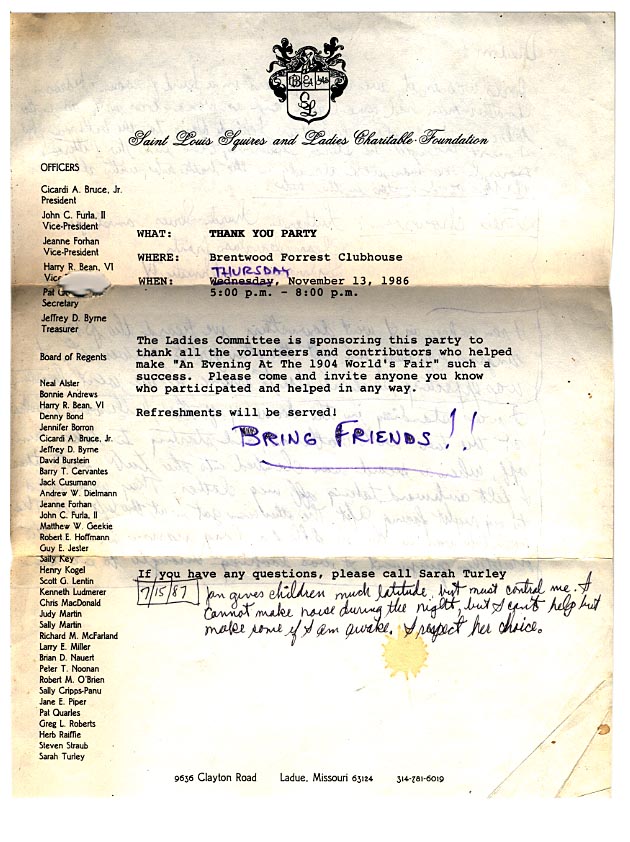 Saint Louis Squires and Ladies Charitable Foundation
OFFICERS
Cicardi A. Bruce, Jr.
President
John C. Furla, II
Vice-President
Jeanne Forhan
Vice-President
Harry R. Bean, VI
Pat
Secretary
Jeffrey D. Byrne
Treasurer
Board of Regents
Neal Alster
Bonnie Andrews
Harry R. Bean, VI
Denny Bond
Jennifer Borron
Cicardi A. Bruce, Jr.
Jeffrey D. Byrne
David Burstein
Barry T. Cervantes
Jack Cusumano
Andrew W. Dielmann
Jeanne Forhan
John C. Furla, II
Matthew W. Geekie
Robert E. Hoffmann
Guy E. Jester
Sally Key
Henry Kogel
Scott G. Lentin
Kenneth Ludmerer
Chris MacDonald
Judy Martin
Sally Martin
Richard M. McFarland
Larry E. Miller
Brian D. Nauert
Peter T. Noonan
Robert M. O'Brien
Sally Cripps-Panu
Jane E. Piper
Pat Quarles
Greg L. Roberts
Herb Raiffie
Steven Straub
Sarah Turley
WHAT: THANK YOU PARTY
WHERE: Brentwood Forrest Clubhouse
THURSDAY
WHEN: Wednesday, November 13, 1986
5:00 p.m. - 8:00 p.m.
The Ladies Committee is sponsoring this party to
thank all the volunteers and contributors who helped
make "An Evening At The 1904 World's Fair" such a
success. Please come and invite anyone you know
who participated and helped in any way.
Refreshments will be served!
BRING FRIENDS!!
If you have any questions, please call Sarah Turley
7/15/87 Jan gives children much latitude, but must control me. I
cannot make noise during the night, but I can't help but
make some if I am awake. I respect her choice.
9636 Clayton Road Ladue, Missouri 63124 314-781-6019